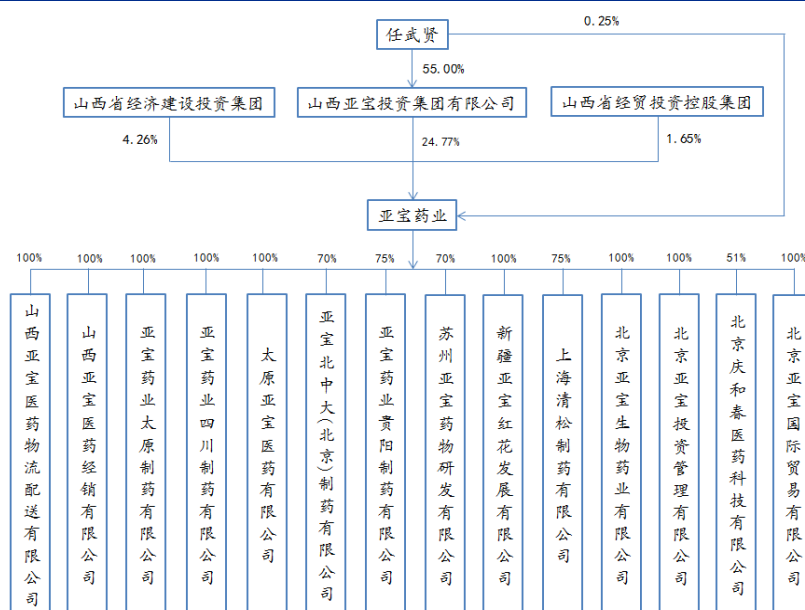 0.25%
任武贤
55.00%
山西省经济建设投资集团
山西亚宝投资集团有限公司
山西省经贸投资控股集团
4.26%
24.77%
1.65%
亚宝药业
100%
100%
100%
100%
100%
70%
75%
70%
100%
75%
100%
100%
51%
100%
山西亚宝医药物流配送有限公司
山西亚宝医药经销有限公司
亚宝药业太原制药有限公司
亚宝药业四川制药有限公司
太原亚宝医药有限公司
亚宝北中大(北京)制药有限公司
亚宝药业贵阳制药有限公司
苏州亚宝药物研发有限公司
新疆亚宝红花发展有限公司
上海清松制药有限公司
北京亚宝生物药业有限公司
北京亚宝投资管理有限公司
北京庆和春医药科技有限公司
北京亚宝国际贸易有限公司